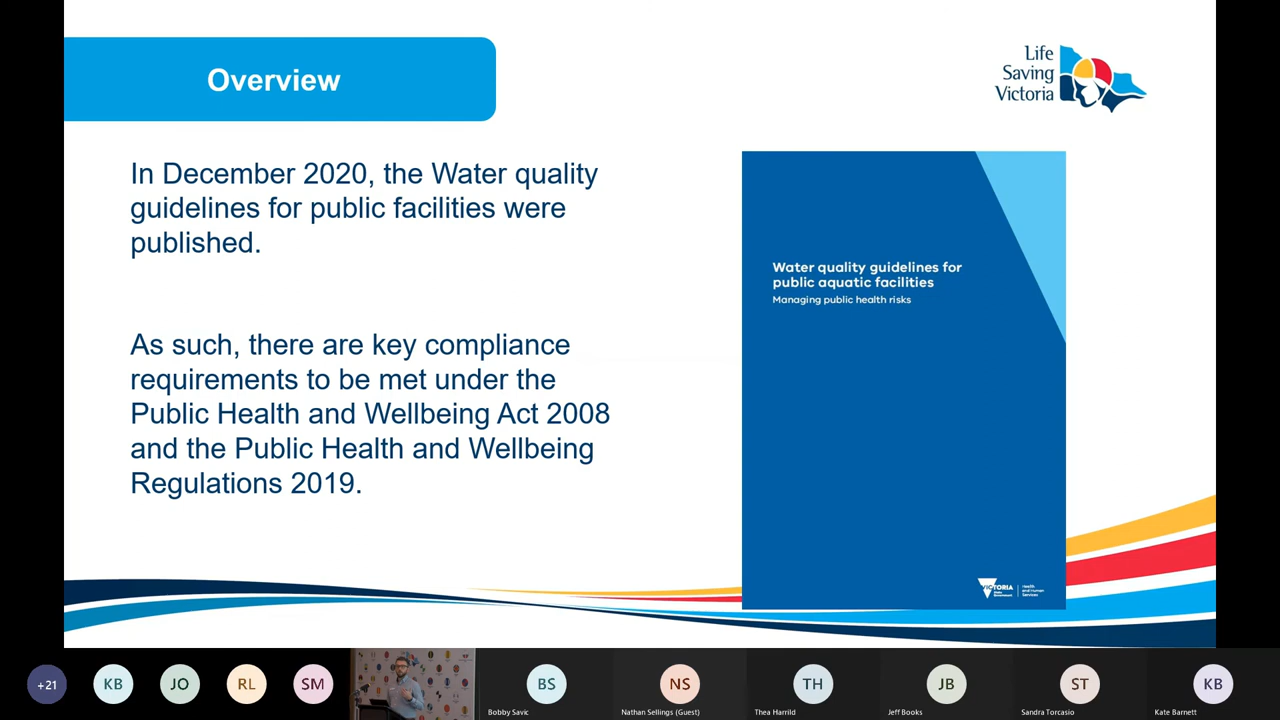 Overview
Life
Saving
Victoria
In December 2020, the Water quality
guidelines for public facilities were
published.
As such, there are key compliance
requirements to be met under the
Public Health and Wellbeing Act 2008
and the Public Health and Wellbeing
Regulations 2019.
Water quality guidelines for
public aquatic facilities
Managing public health risks
VICTORIA
State
Government
Health
and Human
Services
+21
KB
JO
RL
SM
BS
Bobby Savic
NS
Nathan Sellings (Guest)
TH
Thea Harrild
JB
Jeff Books
ST
Sandra Torcasio
KB
Kate Barnett